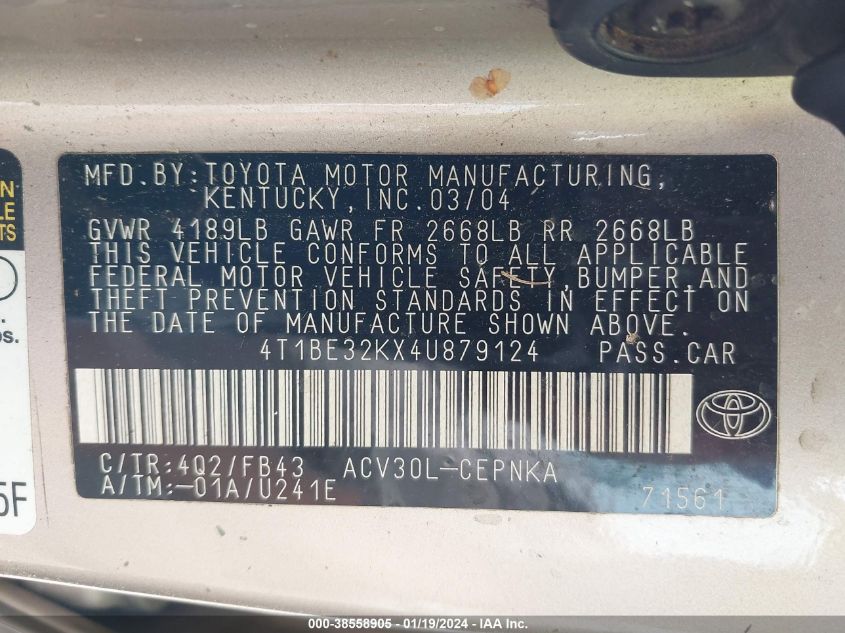 MFD.BY:TOYOTA MOTOR MANUFACTURING,
KENTUCKY,INC.03/04
GVWR 4189LB GAWR FR 2668LB RR 2668LB
THIS VEHICLE CONFORMS TO ALL APPLICABLE
FEDERAL MOTOR VEHICLE SAFETY,BUMPER,AND
THEFT PREVENTION STANDARDS IN EFFECT ON
THE DATE OF MANUFACTURE SHOWN ABOVE.
4T1BE32KX4U879124 PASS.CAR
C/TR:4Q2/FB43 ACV30L-CEPNKA
A/TM:-01A/U241E 71561
5F
000 - 38558905 - 01/19/2024 - IAA Inc.